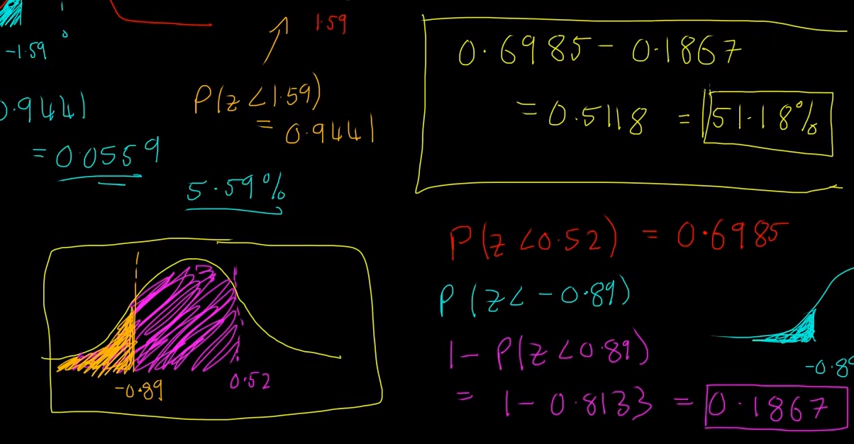 -1.59
0
1.59
0.9441
= 0.0559
P(z<1.59)
= 0.9441
5.59%
0.6985 - 0.1867
= 0.5118 = 51.18%
-0.89
0.52
P(z<0.52) = 0.6985
P(z<-0.89)
1 - P(z<0.89)
= 1 - 0.8133 = 0.1867
-0.89